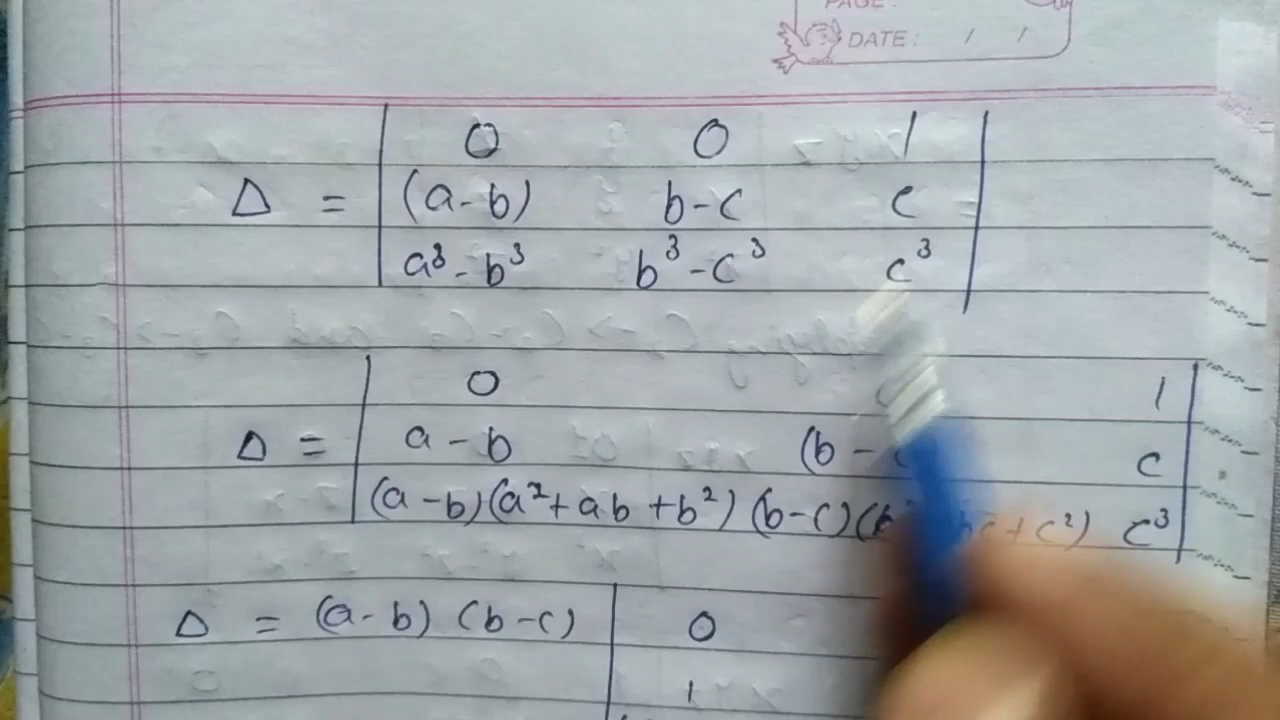 PAGE :
DATE : / /
0 0 1
Δ = (a-b) b-c c
a³-b³ b³-c³ c³
0 1
Δ = a-b (b- c
(a-b)(a²+ab+b²) (b-c)( +c²) c³
Δ = (a-b) (b-c) 0
1